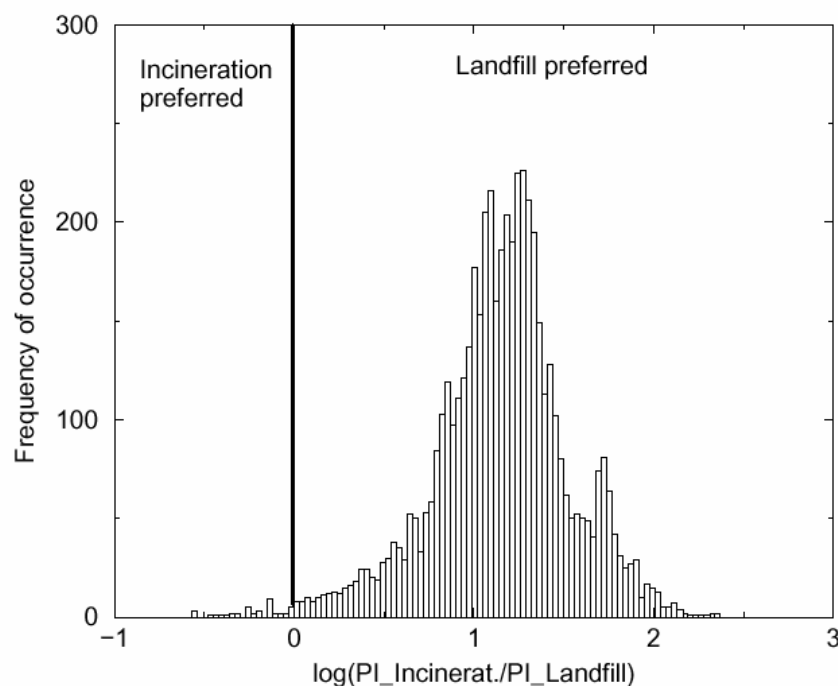 300
Incineration
preferred
Landfill preferred
Frequency of occurrence
200
100
0
−1
0
1
2
3
log(PI_Incinerat./PI_Landfill)